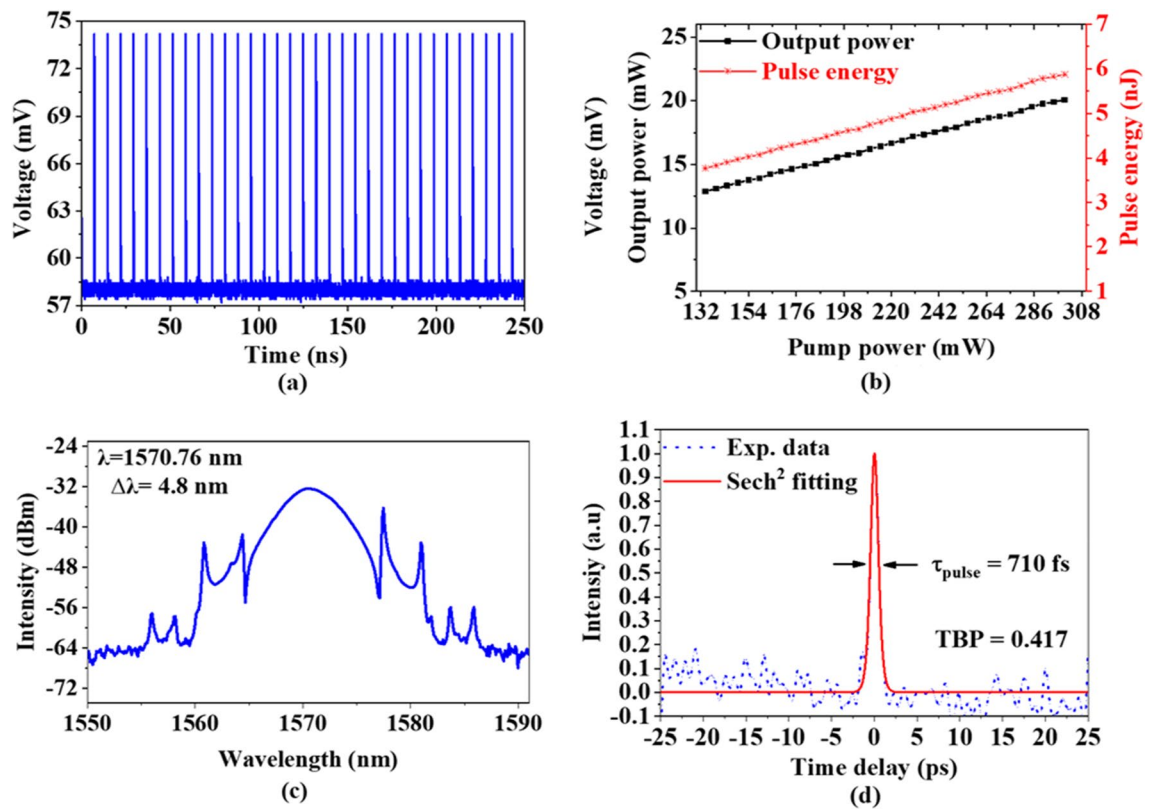 75
72
69
66
63
60
57
Voltage (mV)
0 50 100 150 200 250
Time (ns)
(a)
Voltage (mV)
Output power (mW)
25
20
15
10
5
Output power
Pulse energy
7
6
5
4
3
2
1
Pulse energy (nJ)
132 154 176 198 220 242 264 286 308
Pump power (mW)
(b)
-24
-32
-40
-48
-56
-64
-72
Intensity (dBm)
λ=1570.76 nm
Δλ= 4.8 nm
1550 1560 1570 1580 1590
Wavelength (nm)
(c)
1.1
1.0
0.9
0.8
0.7
0.6
0.5
0.4
0.3
0.2
0.1
0.0
-0.1
Intensiy (a.u)
Exp. data
Sech² fitting
τpulse = 710 fs
TBP = 0.417
-25 -20 -15 -10 -5 0 5 10 15 20 25
Time delay (ps)
(d)